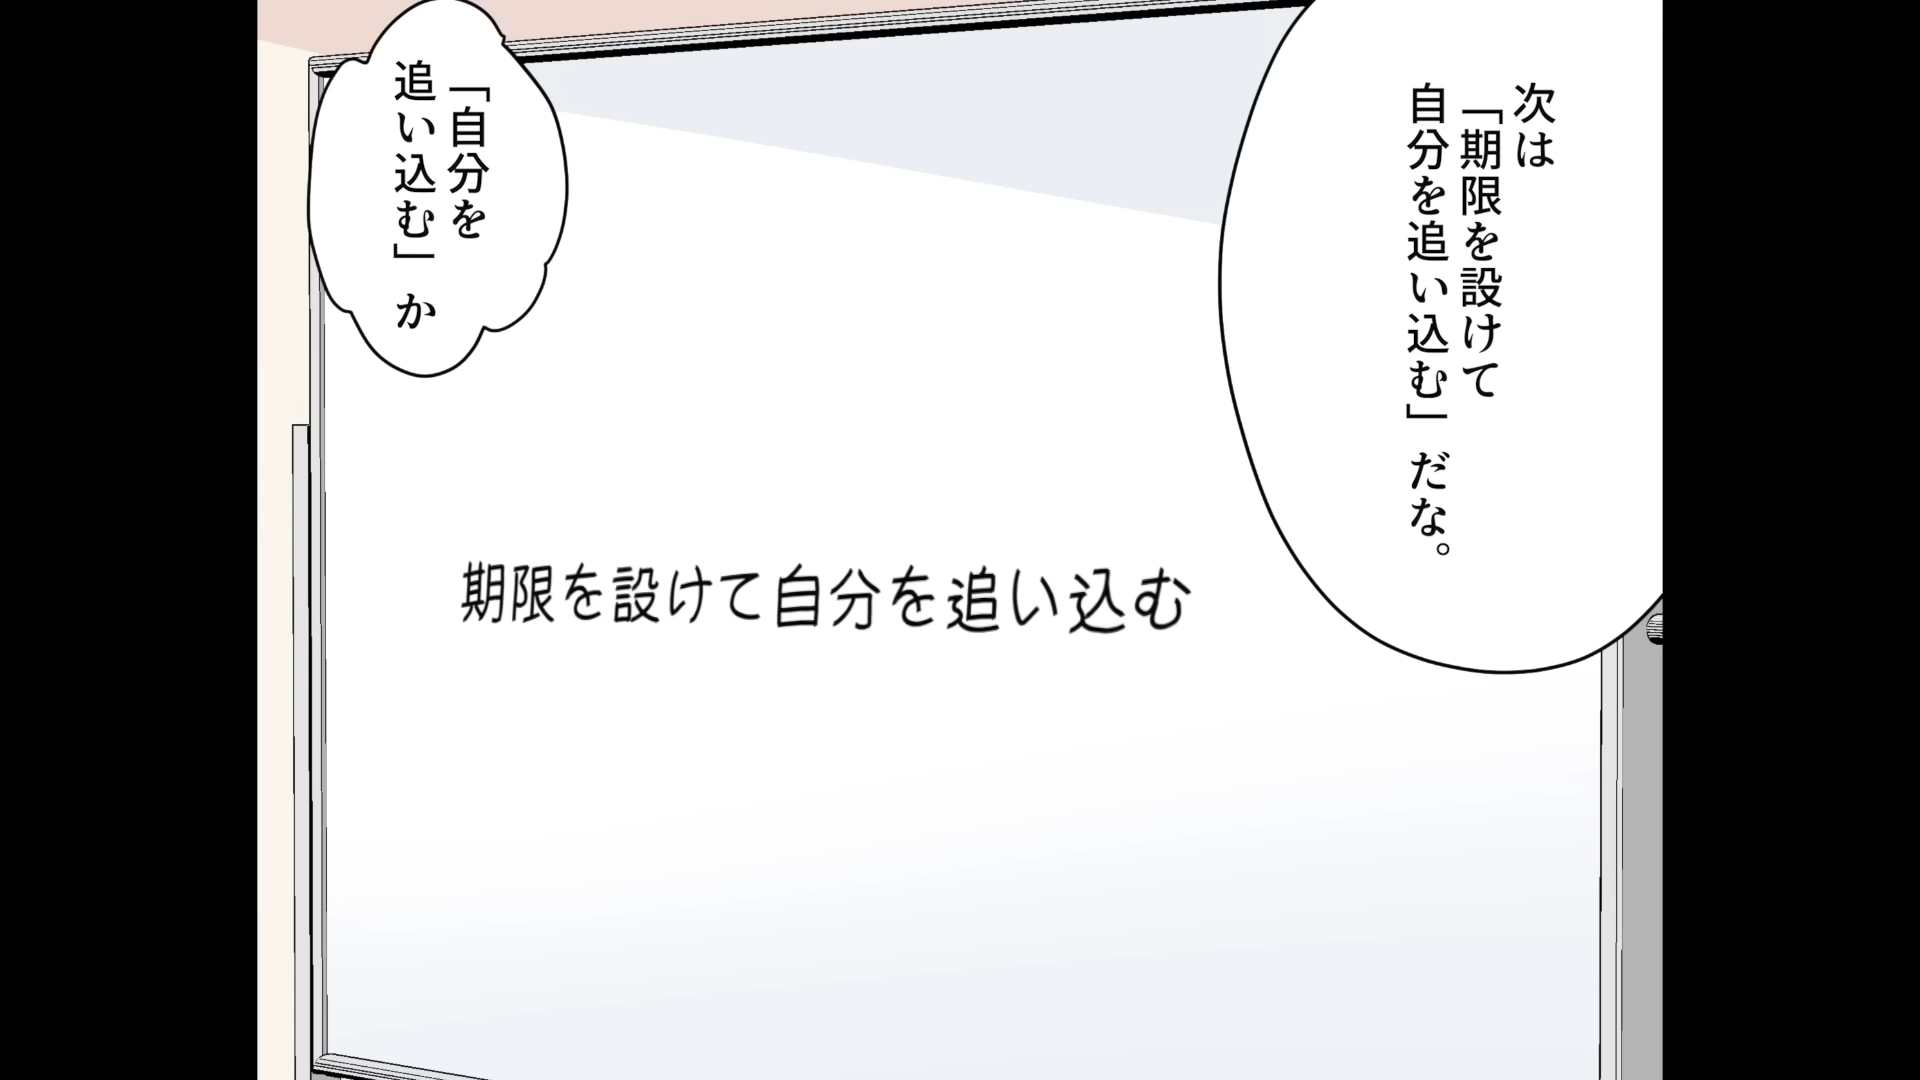 次は
「期限を設けて
自分を追い込む」だな。
「自分を
追い込む」か
期限を設けて自分を追い込む